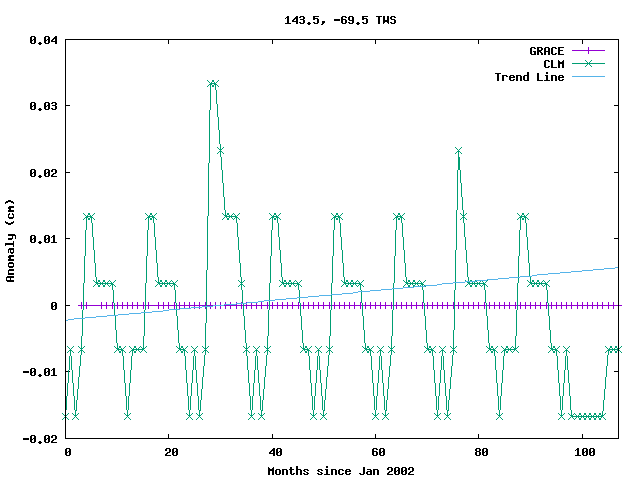 143.5, -69.5 TWS
0.04
0.03
0.02
0.01
0
-0.01
-0.02
Anomaly (cm)
GRACE
CLM
Trend Line
0 20 40 60 80 100
Months since Jan 2002